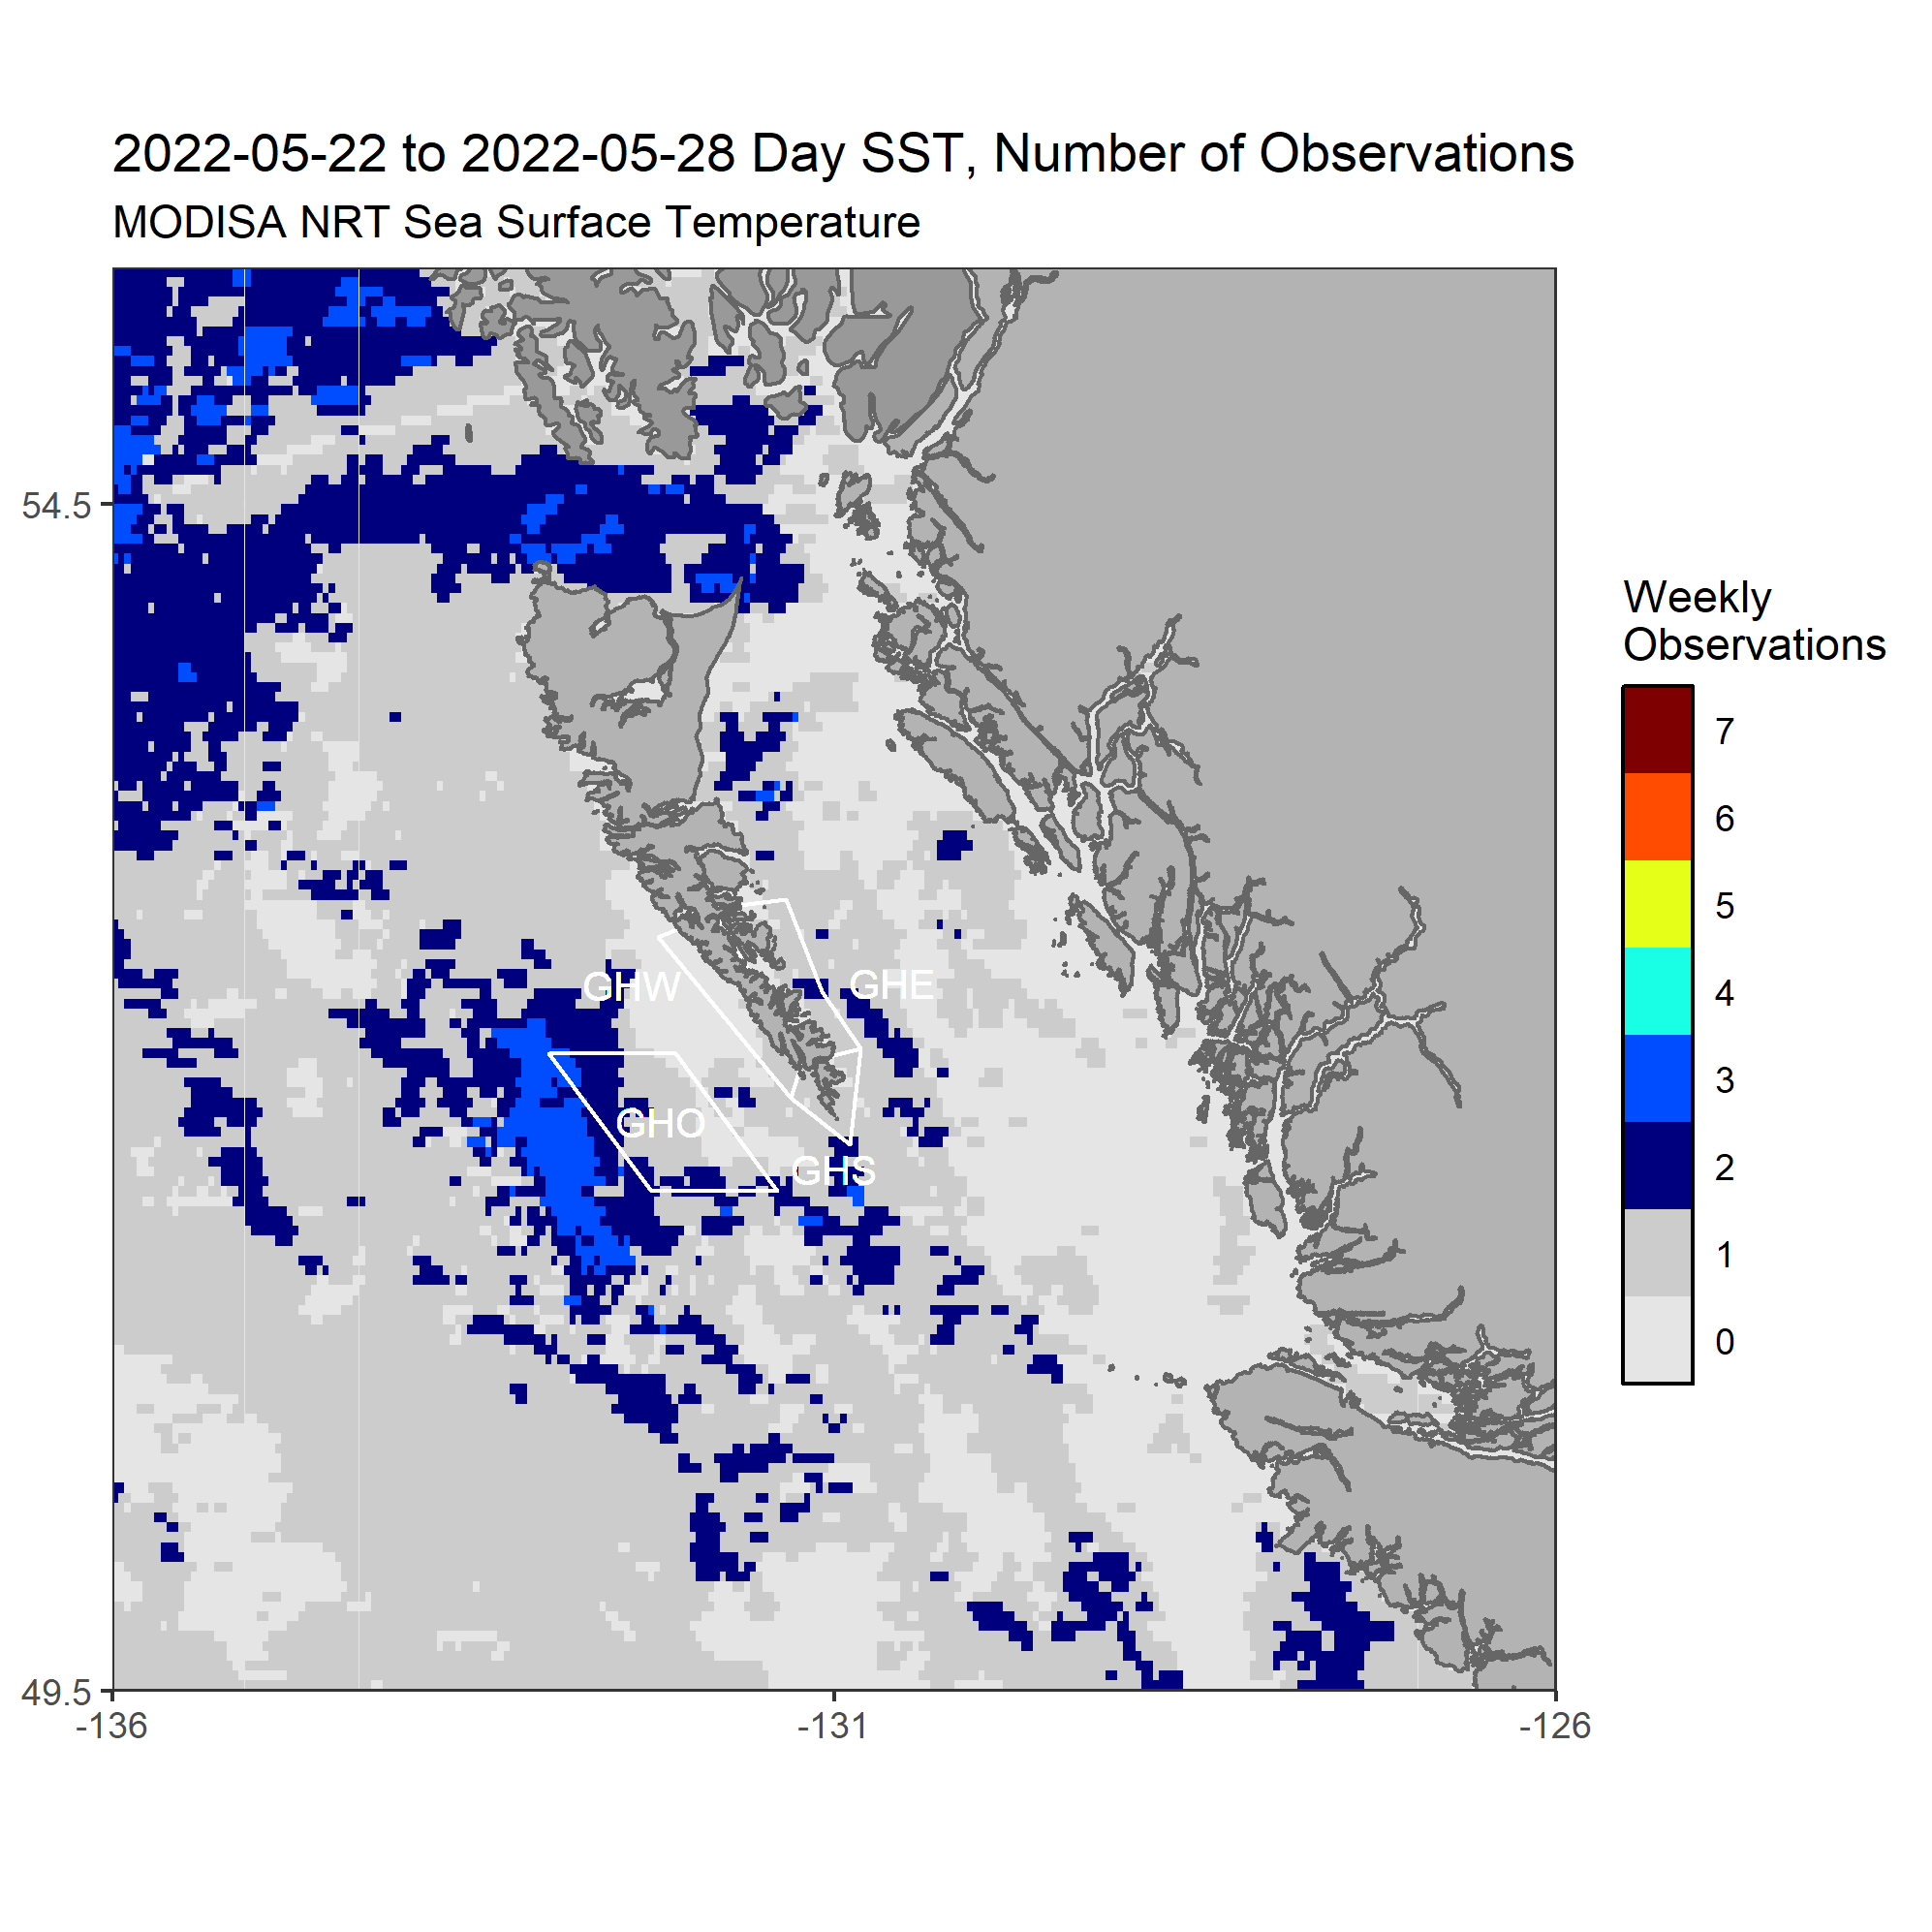 2022-05-22 to 2022-05-28 Day SST, Number of Observations
MODISA NRT Sea Surface Temperature
54.5
49.5
-136
-131
-126
GHW
GHE
GHO
GHS
Weekly
Observations
7
6
5
4
3
2
1
0